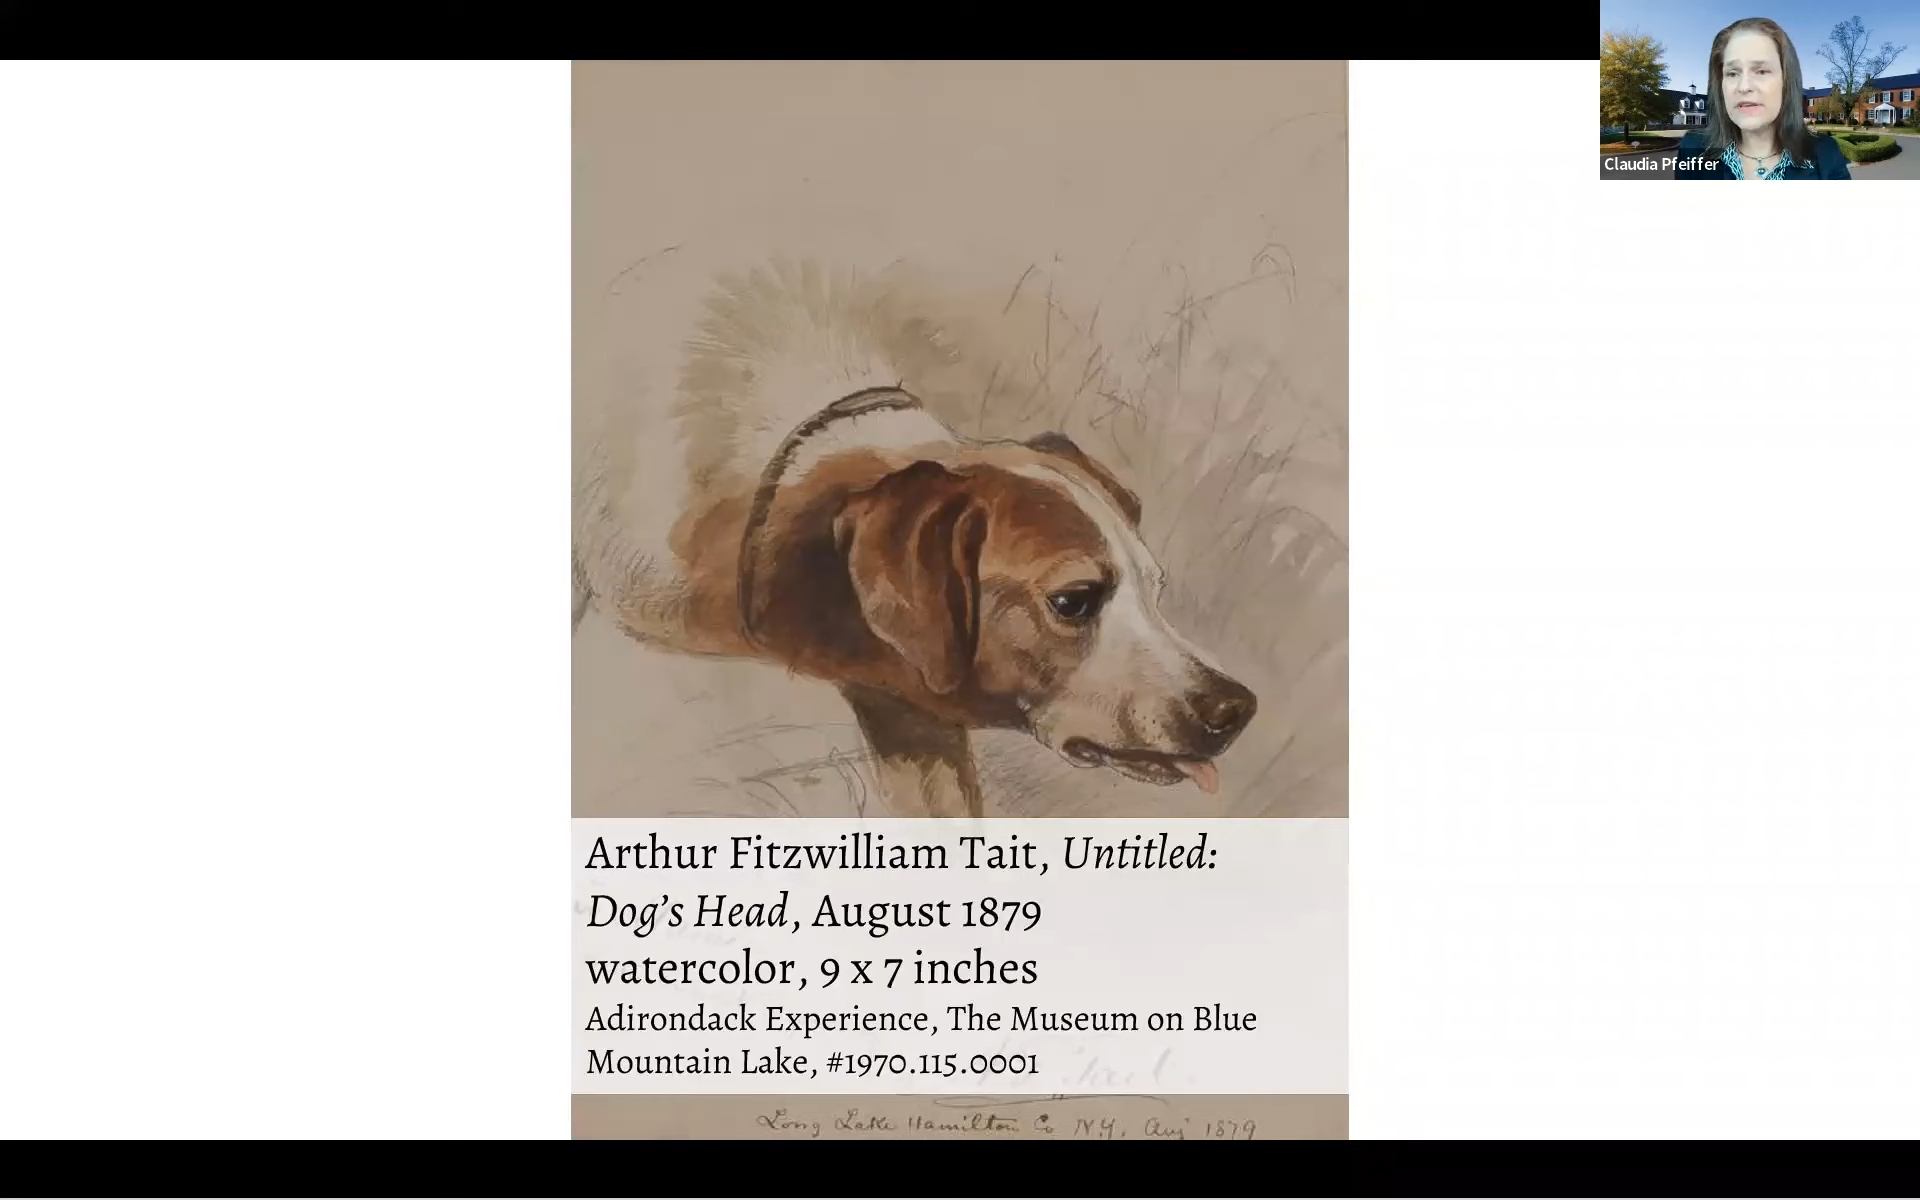 Claudia Pfeiffer
Arthur Fitzwilliam Tait, Untitled:
Dog's Head, August 1879
watercolor, 9 x 7 inches
Adirondack Experience, The Museum on Blue
Mountain Lake, #1970.115.0001
Long Lake Hamilton Co N.Y. Aug 1879